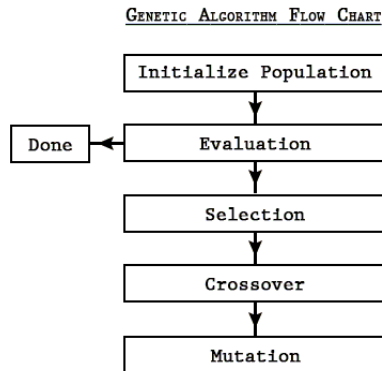 GENETIC ALGORITHM FLOW CHART
Initialize Population
Done
Evaluation
Selection
Crossover
Mutation